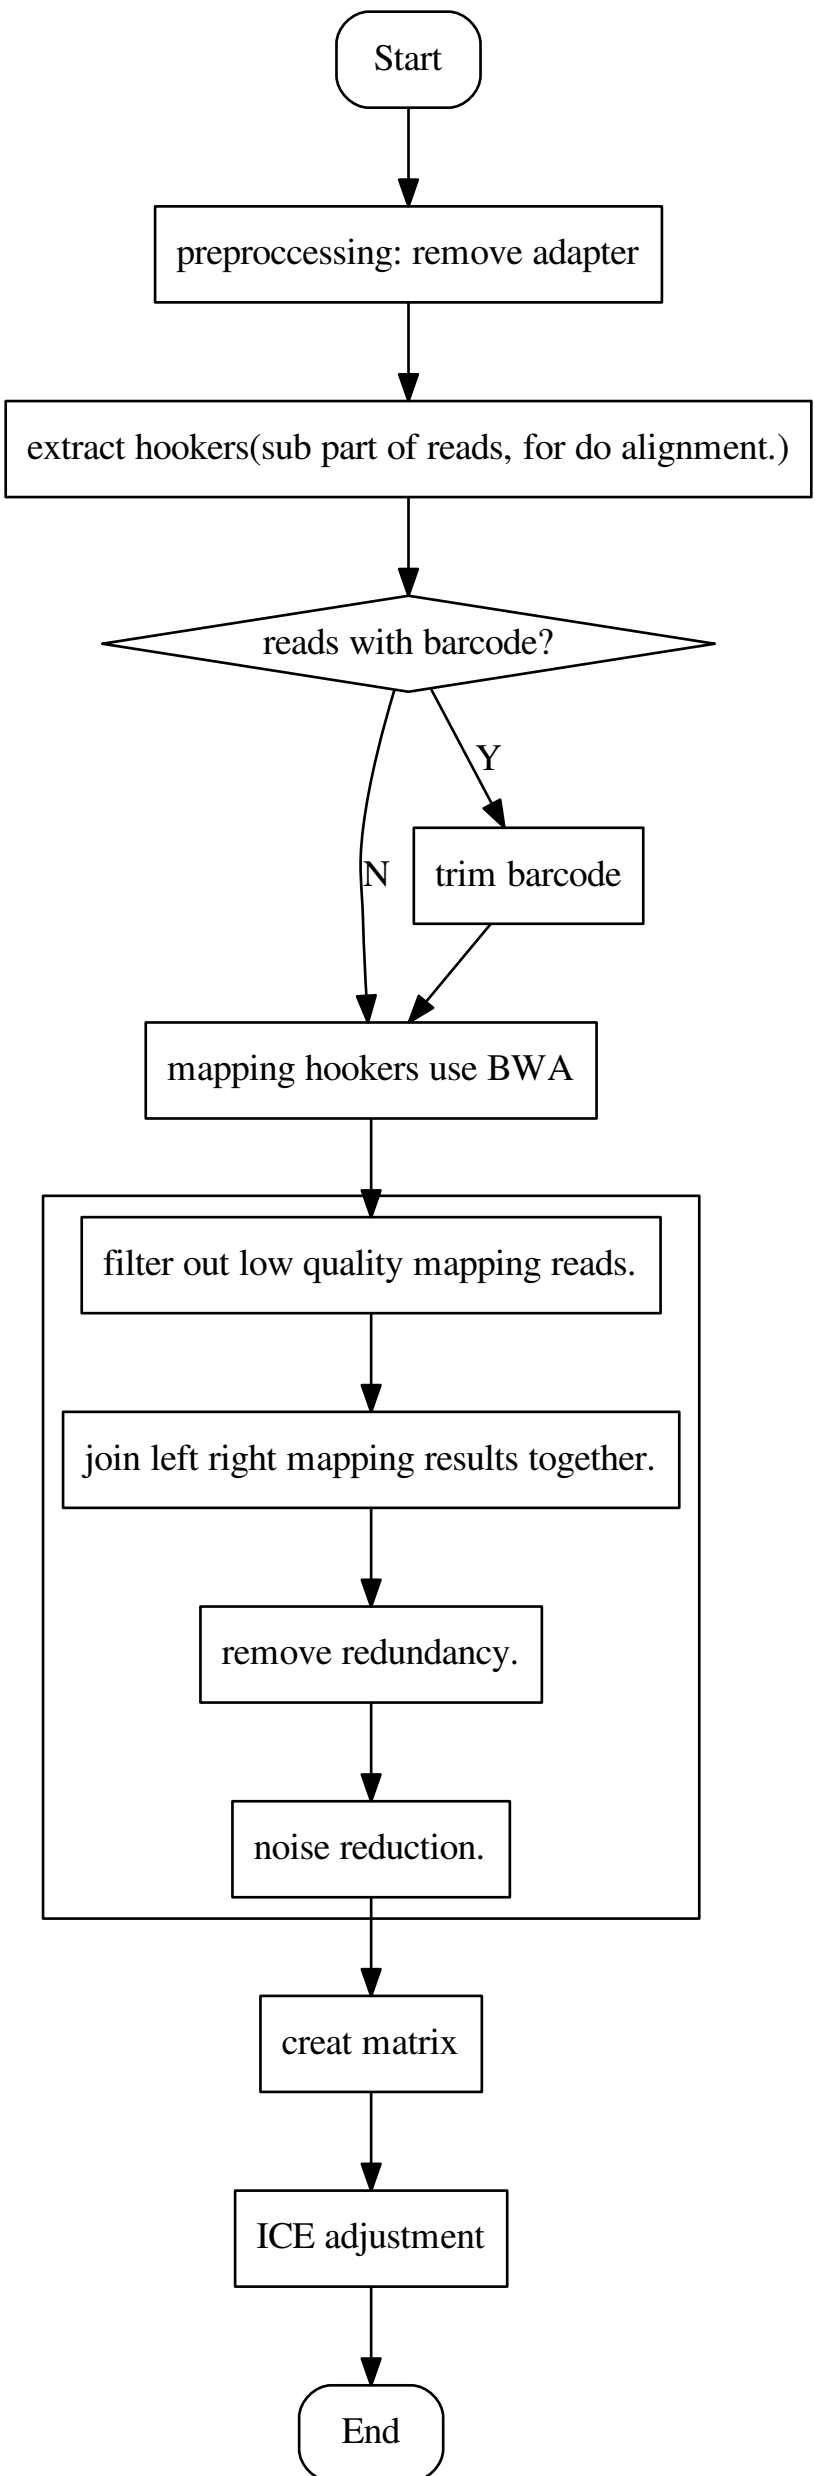 Start
preproccessing: remove adapter
extract hookers(sub part of reads, for do alignment.)
reads with barcode?
Y
N
trim barcode
mapping hookers use BWA
filter out low quality mapping reads.
join left right mapping results together.
remove redundancy.
noise reduction.
creat matrix
ICE adjustment
End